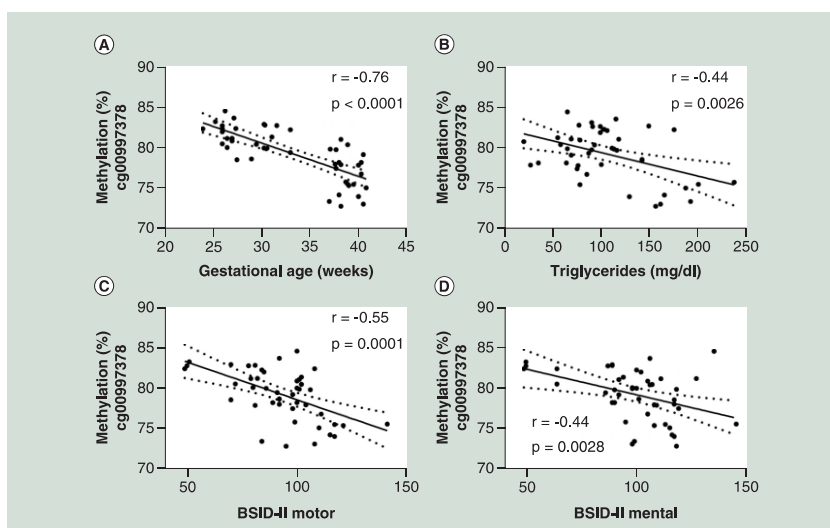 A
Methylation (%)
cg00997378
90
85
80
75
70
r = -0.76
p < 0.0001
20
25
30
35
40
45
Gestational age (weeks)
B
Methylation (%)
cg00997378
90
85
80
75
70
r = -0.44
p = 0.0026
0
50
100
150
200
250
Triglycerides (mg/dl)
C
Methylation (%)
cg00997378
90
85
80
75
70
r = -0.55
p = 0.0001
50
100
150
BSID-II motor
D
Methylation (%)
cg00997378
90
85
80
75
70
r = -0.44
p = 0.0028
50
100
150
BSID-II mental